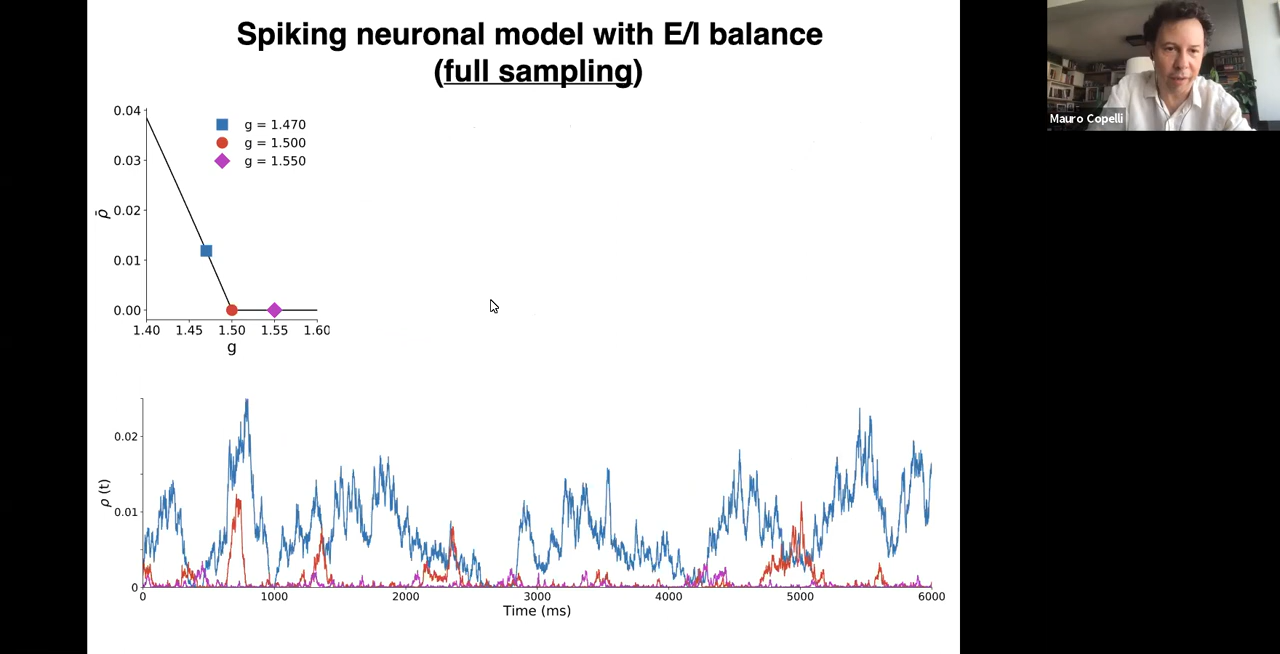 Spiking neuronal model with E/I balance
(full sampling)
Mauro Copelli
0.04
0.03
0.02
0.01
0.00
ρ̄
g = 1.470
g = 1.500
g = 1.550
1.40 1.45 1.50 1.55 1.60
g
0.02
0.01
0
ρ (t)
0 1000 2000 3000 4000 5000 6000
Time (ms)